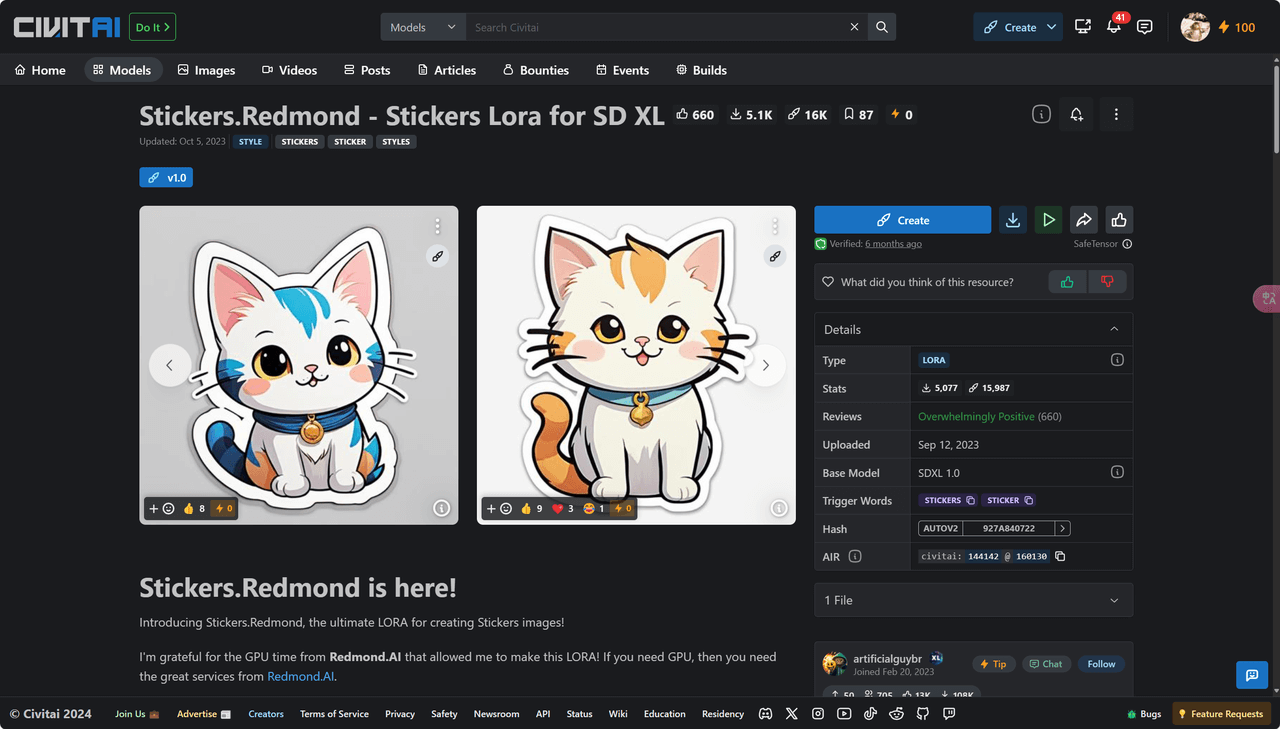 CIVITAI Do It >
Models Search Civitai Create 41 100
Home Models Images Videos Posts Articles Bounties Events Builds
Stickers.Redmond - Stickers Lora for SD XL 660 5.1K 16K 87 0
Updated: Oct 5, 2023 STYLE STICKERS STICKER STYLES
v1.0
Create
Verified: 6 months ago SafeTensor
What did you think of this resource?
Details
Type LORA
Stats 5,077 15,987
Reviews Overwhelmingly Positive (660)
Uploaded Sep 12, 2023
Base Model SDXL 1.0
Trigger Words STICKERS STICKER
Hash AUTOV2 927A840722
AIR civitai: 144142 @ 160130
1 File
+ 8 0
+ 9 3 1 0
Stickers.Redmond is here!
Introducing Stickers.Redmond, the ultimate LORA for creating Stickers images!
I'm grateful for the GPU time from Redmond.AI that allowed me to make this LORA! If you need GPU, then you need
the great services from Redmond.AI.
artificialguybr XL Tip Chat Follow
Joined Feb 20, 2023
50 705 13K 108K
© Civitai 2024 Join Us Advertise Creators Terms of Service Privacy Safety Newsroom API Status Wiki Education Residency Bugs Feature Requests